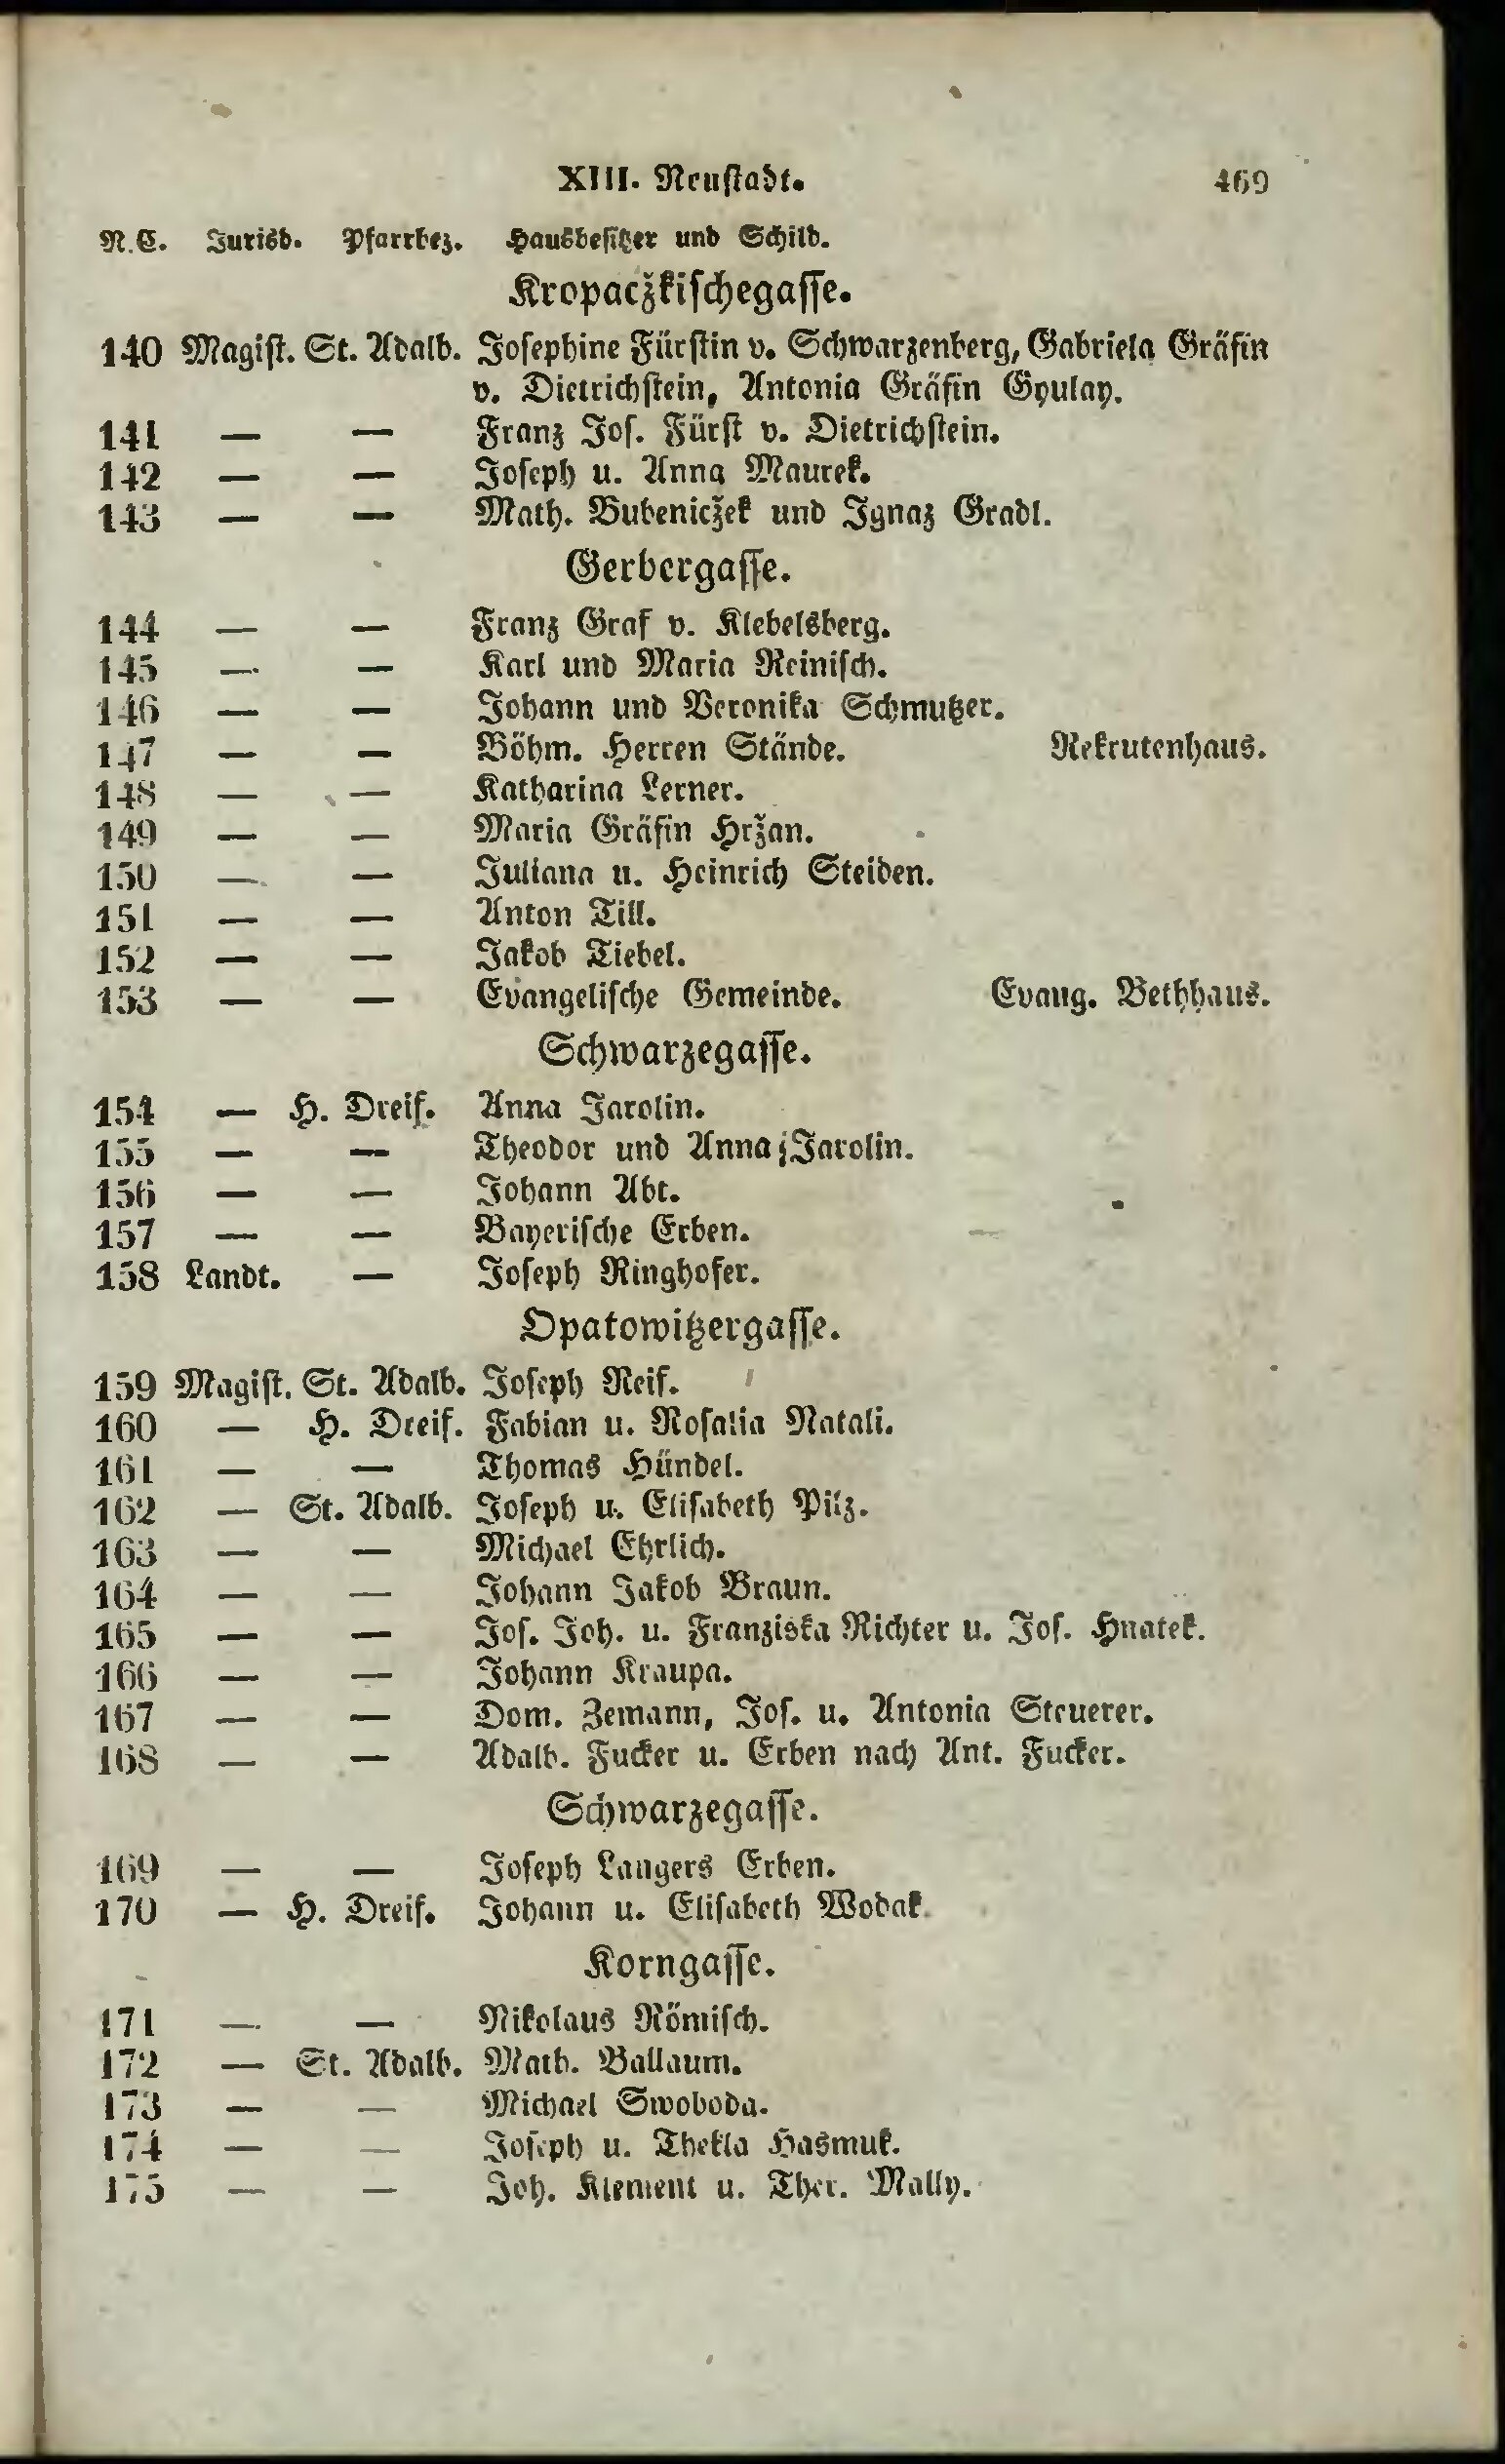 XIII. Neustadt. 469
N.C. Jurisd. Pfarrbez. Hausbesitzer und Schild.
Kropaczkischegasse.
140 Magist. St. Adalb. Josephine Fürstin v. Schwarzenberg, Gabriela Gräfin
v. Dietrichstein, Antonia Gräfin Gyulay.
141 — — Franz Jos. Fürst v. Dietrichstein.
142 — — Joseph u. Anna Maurek.
143 — — Math. Bubeniczek und Ignaz Gradl.
Gerbergasse.
144 — — Franz Graf v. Klebelsberg.
145 — — Karl und Maria Reinisch.
146 — — Johann und Veronika Schmutzer.
147 — — Böhm. Herren Stände. Rekrutenhaus.
148 — — Katharina Lerner.
149 — — Maria Gräfin Hržan.
150 — — Juliana u. Heinrich Steiden.
151 — — Anton Till.
152 — — Jakob Tiebel.
153 — — Evangelische Gemeinde. Evang. Bethhaus.
Schwarzegasse.
154 — H. Dreif. Anna Jarolin.
155 — — Theodor und Anna Jarolin.
156 — — Johann Abt.
157 — — Bayerische Erben.
158 Landt. — Joseph Ringhofer.
Opatowitzergasse.
159 Magist. St. Adalb. Joseph Reif.
160 — H. Dreif. Fabian u. Rosalia Natali.
161 — — Thomas Hündel.
162 — St. Adalb. Joseph u. Elisabeth Pilz.
163 — — Michael Ehrlich.
164 — — Johann Jakob Braun.
165 — — Jos. Joh. u. Franziska Richter u. Jos. Hnatek.
166 — — Johann Kraupa.
167 — — Dom. Zemann, Jos. u. Antonia Steuerer.
168 — — Adalb. Fucker u. Erben nach Ant. Fucker.
Schwarzegasse.
169 — — Joseph Langers Erben.
170 — H. Dreif. Johann u. Elisabeth Wodak.
Korngasse.
171 — — Nikolaus Römisch.
172 — St. Adalb. Math. Ballaum.
173 — — Michael Swoboda.
174 — — Joseph u. Thekla Hasmuk.
175 — — Joh. Klement u. Ther. Mally.